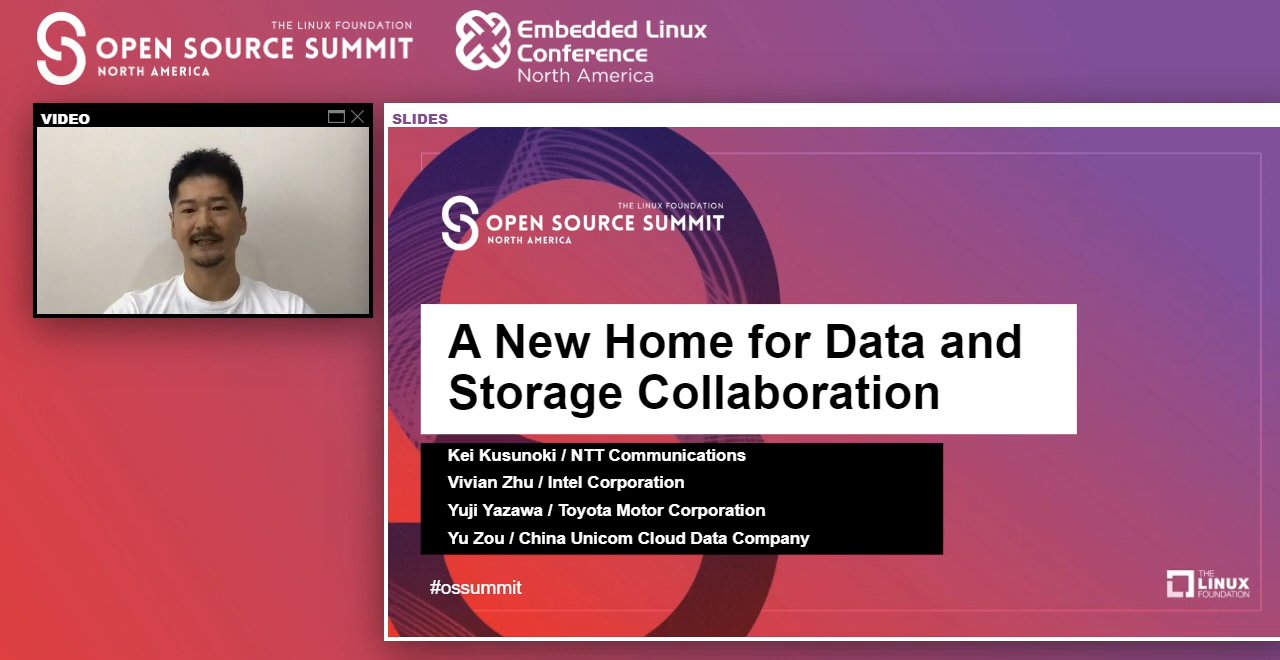 THE LINUX FOUNDATION
OPEN SOURCE SUMMIT
NORTH AMERICA
Embedded Linux
Conference
North America
VIDEO
SLIDES
THE LINUX FOUNDATION
OPEN SOURCE SUMMIT
NORTH AMERICA
A New Home for Data and
Storage Collaboration
Kei Kusunoki / NTT Communications
Vivian Zhu / Intel Corporation
Yuji Yazawa / Toyota Motor Corporation
Yu Zou / China Unicom Cloud Data Company
#ossummit
THE
LINUX
FOUNDATION